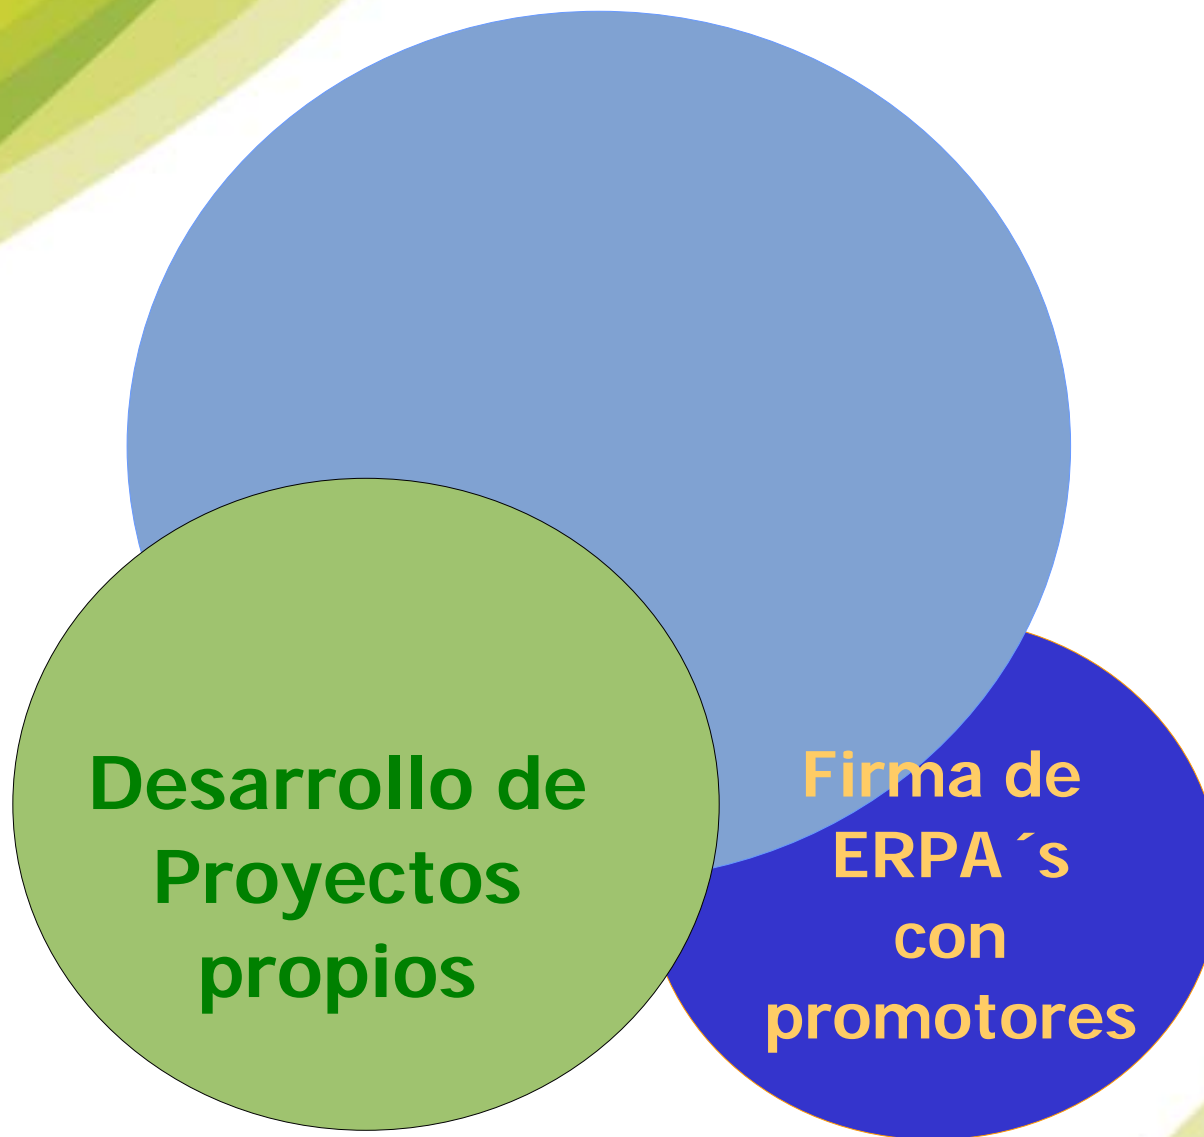 Desarrollo de
Proyectos
propios
Firma de
ERPA´s
con
promotores